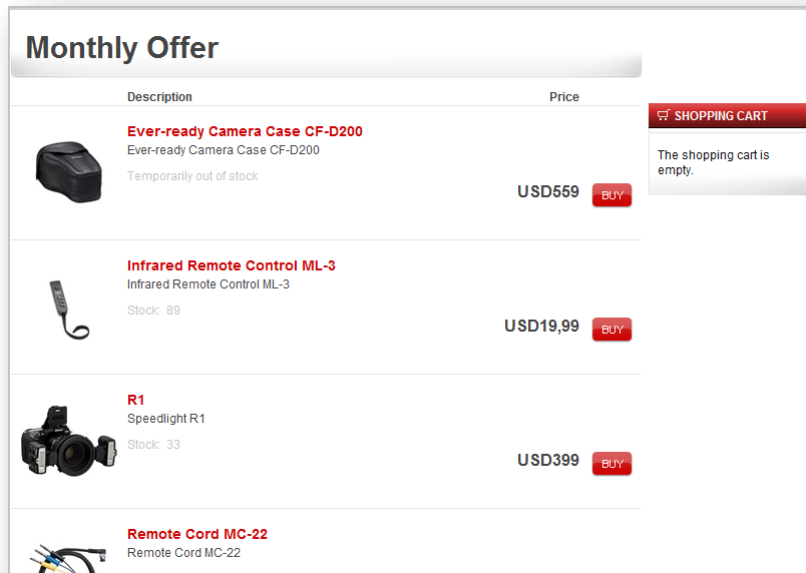 Monthly Offer
Description Price
Ever-ready Camera Case CF-D200
Ever-ready Camera Case CF-D200
Temporarily out of stock
USD559 BUY
Infrared Remote Control ML-3
Infrared Remote Control ML-3
Stock: 89
USD19,99 BUY
R1
Speedlight R1
Stock: 33
USD399 BUY
Remote Cord MC-22
Remote Cord MC-22
SHOPPING CART
The shopping cart is
empty.